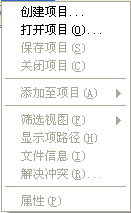 创建项目...
打开项目(O)...
保存项目(S)
关闭项目(C)
添加至项目(A)
筛选视图(F)
显示项路径(H)
文件信息(I)
解决冲突(R)...
属性(P)